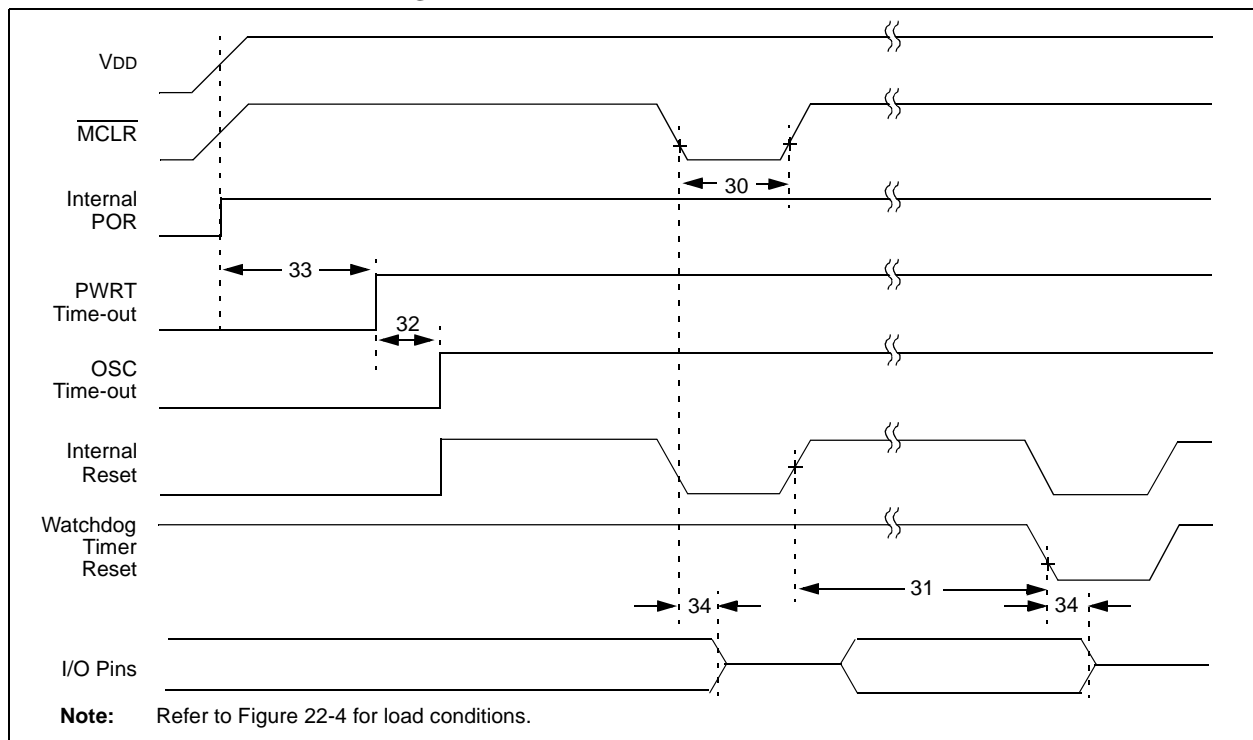 VDD
MCLR
30
Internal
POR
33
PWRT
Time-out
32
OSC
Time-out
Internal
Reset
Watchdog
Timer
Reset
31
34
34
I/O Pins
Note: Refer to Figure 22-4 for load conditions.